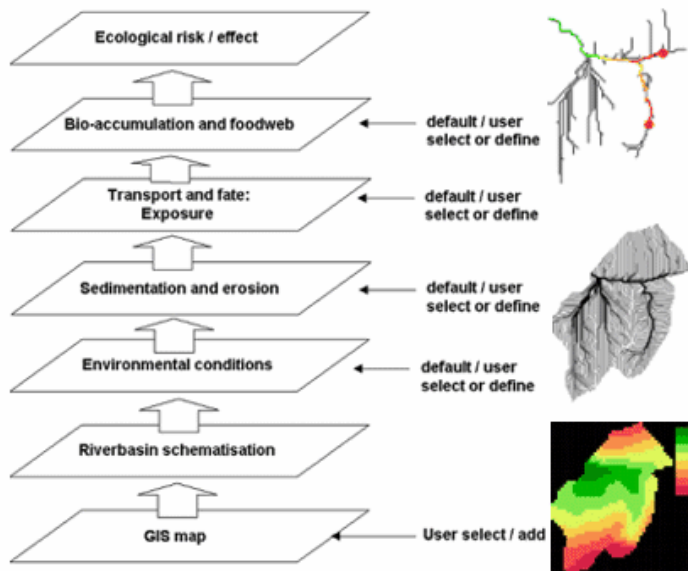 Ecological risk / effect
Bio-accumulation and foodweb
default / user
select or define
Transport and fate:
Exposure
default / user
select or define
Sedimentation and erosion
default / user
select or define
Environmental conditions
default / user
select or define
Riverbasin schematisation
GIS map
User select / add